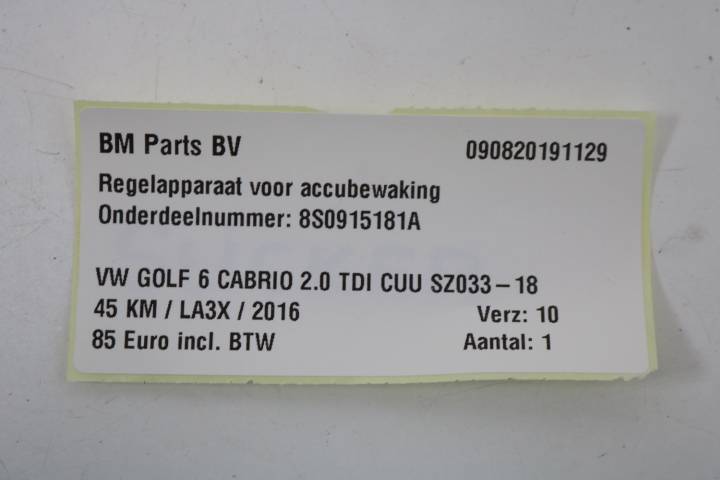 BM Parts BV 090820191129
Regelapparaat voor accubewaking
Onderdeelnummer: 8S0915181A
VW GOLF 6 CABRIO 2.0 TDI CUU SZ033-18
45 KM / LA3X / 2016 Verz: 10
85 Euro incl. BTW Aantal: 1